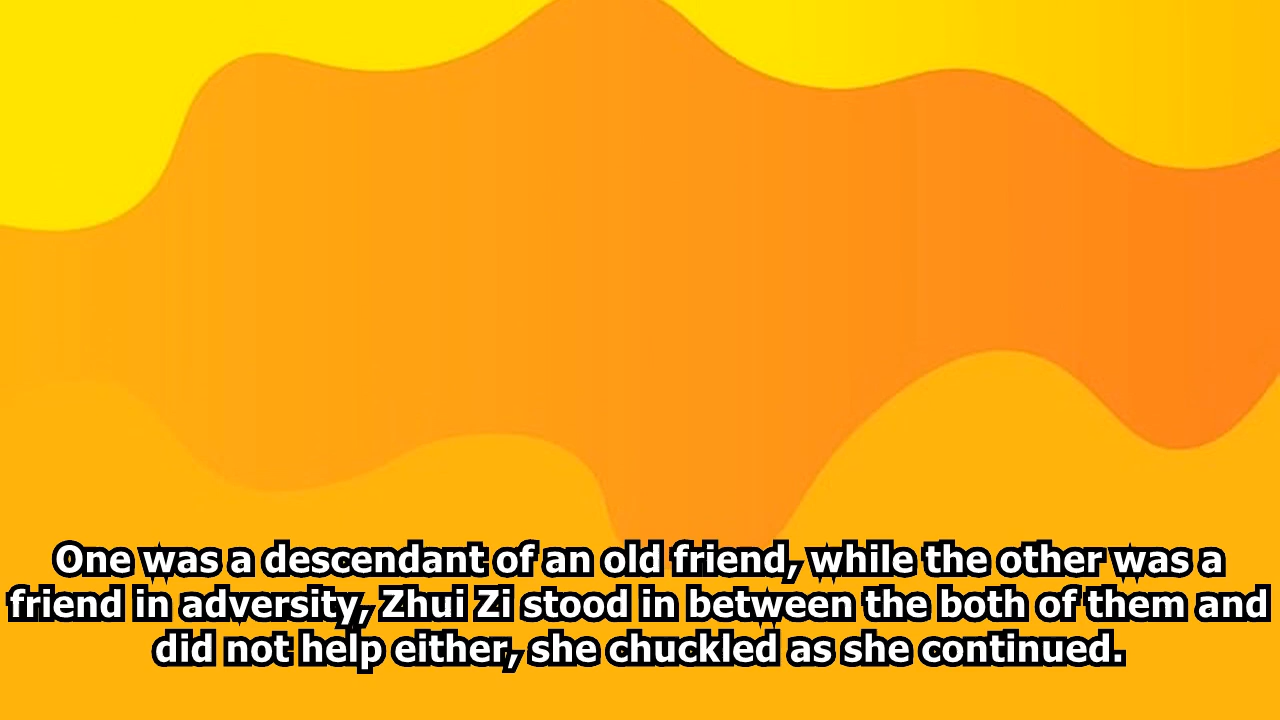 One was a descendant of an old friend, while the other was a
friend in adversity, Zhui Zi stood in between the both of them and
did not help either, she chuckled as she continued.